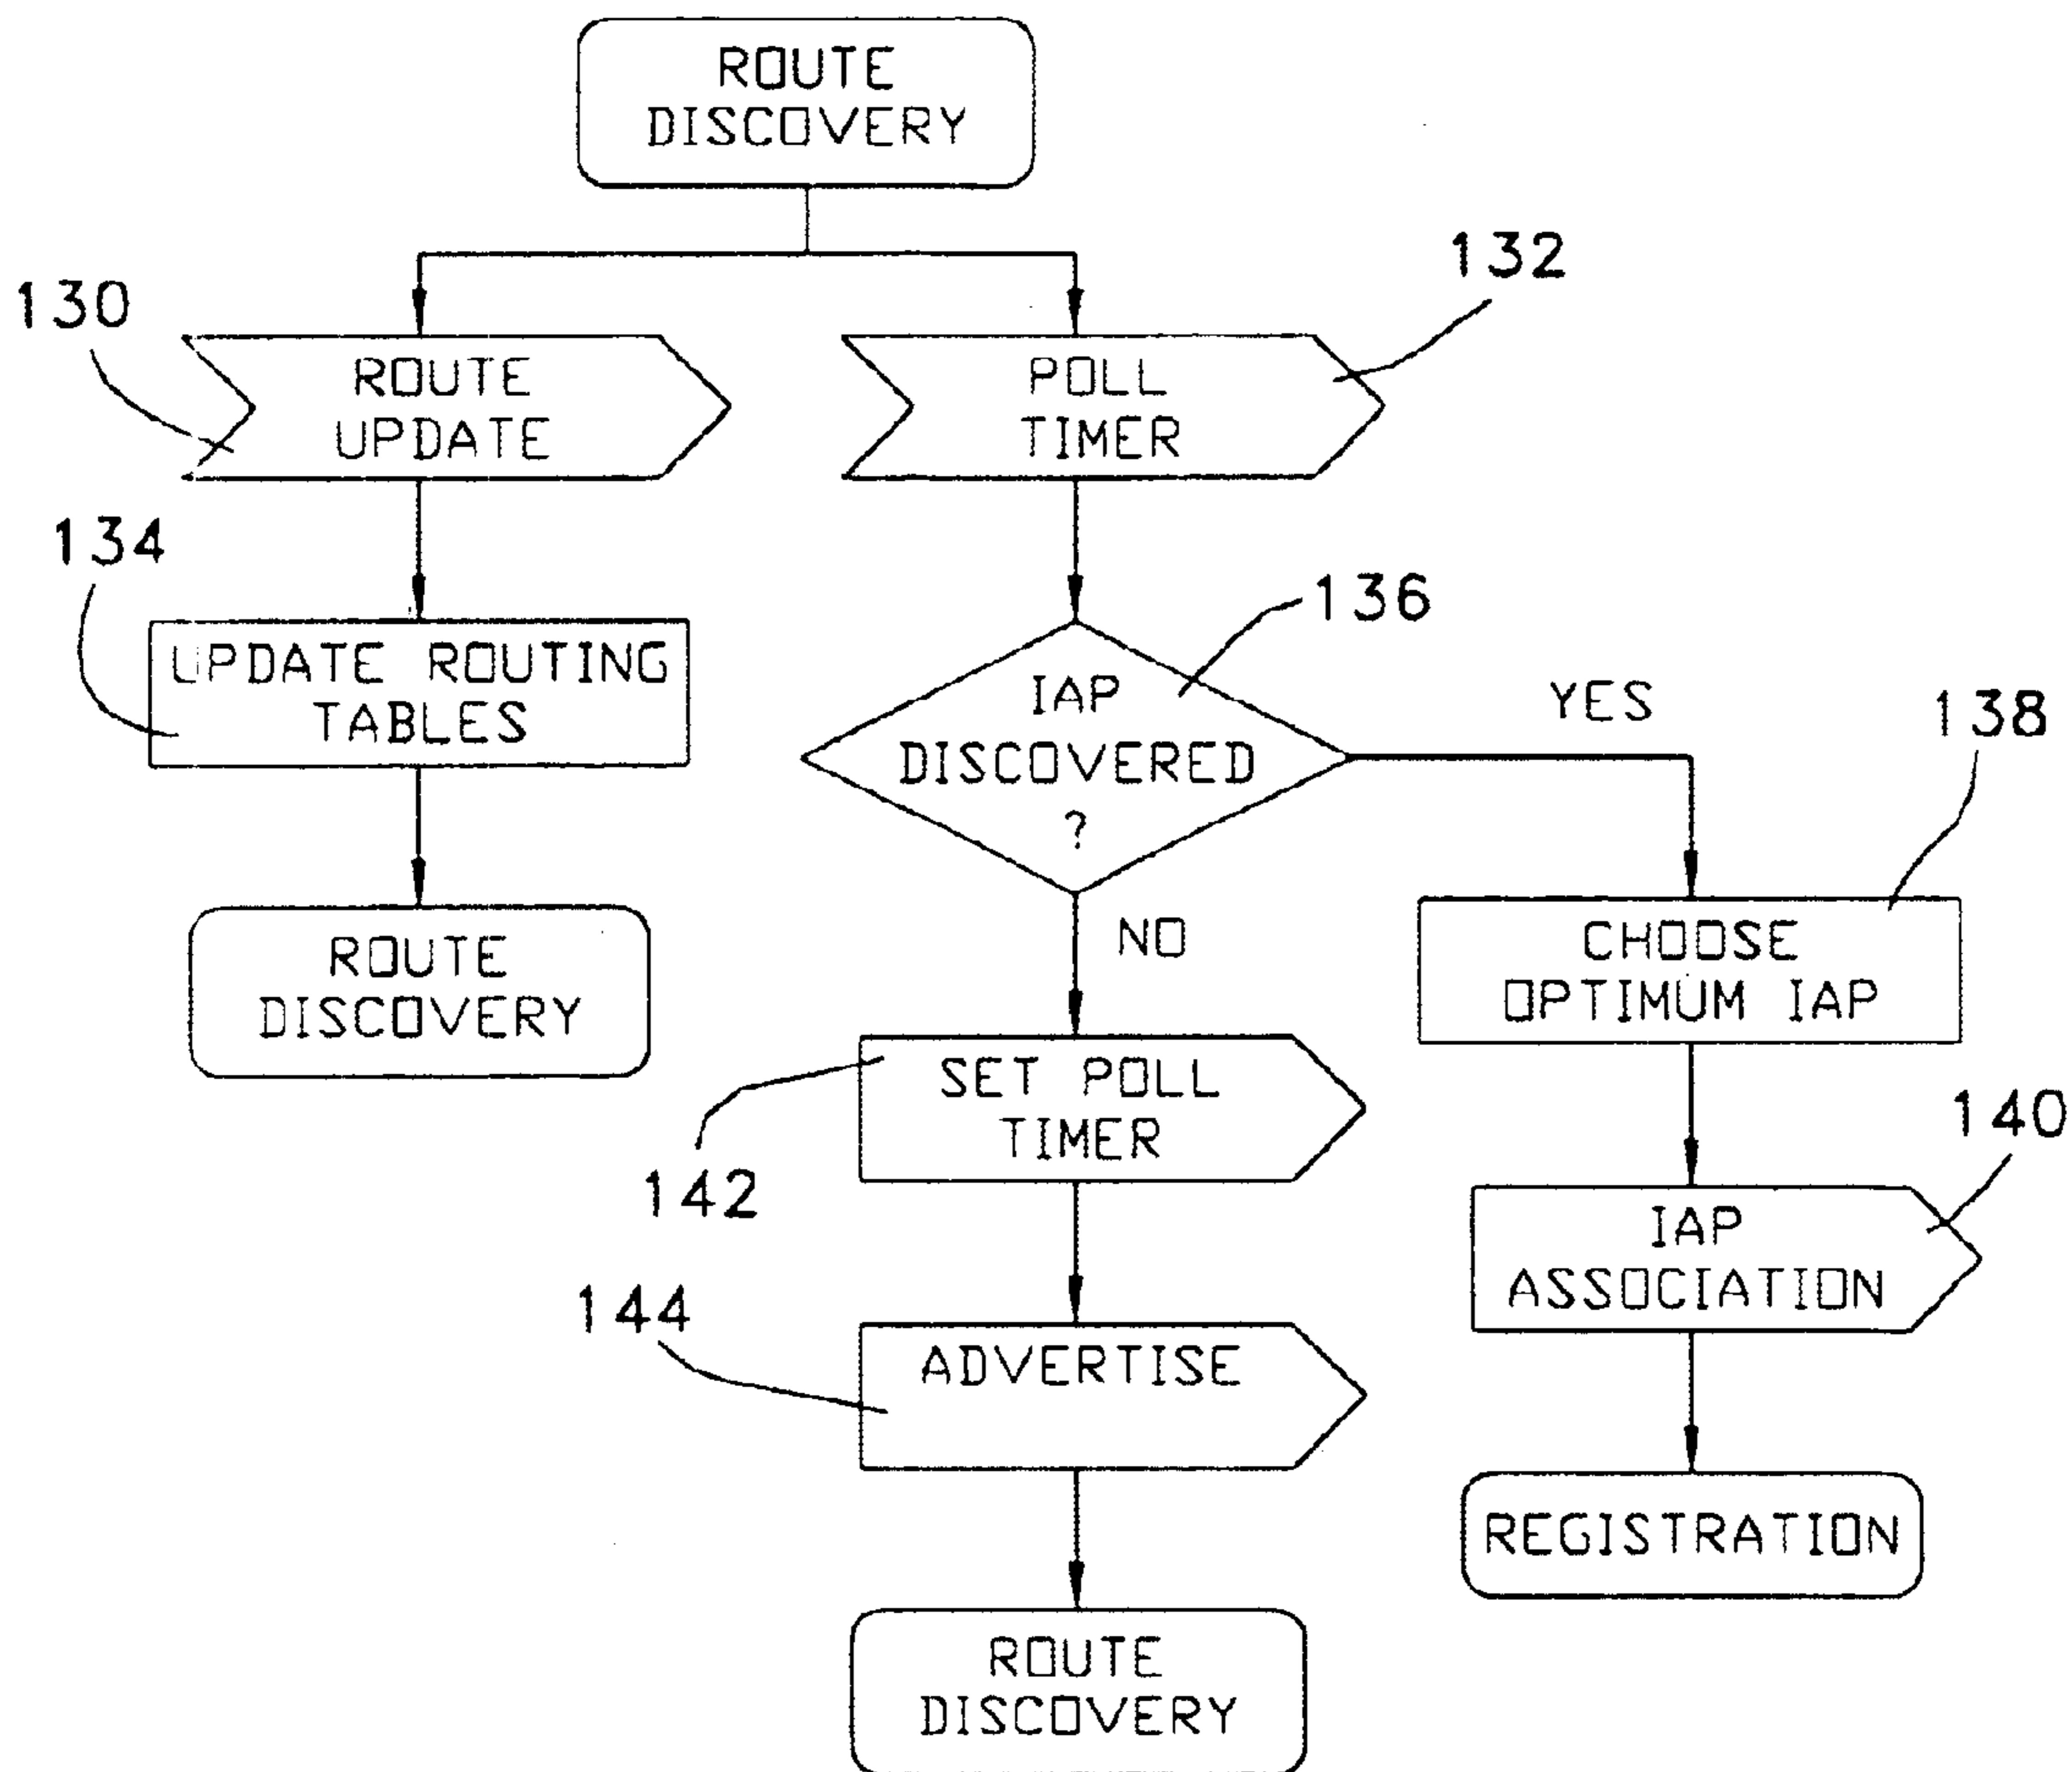 ROUTE
DISCOVERY
132
130
ROUTE
UPDATE
POLL
TIMER
134
136
UPDATE ROUTING
TABLES
IAP
DISCOVERED
?
YES
138
NO
ROUTE
DISCOVERY
CHOOSE
OPTIMUM IAP
SET POLL
TIMER
142
140
IAP
ASSOCIATION
144
ADVERTISE
REGISTRATION
ROUTE
DISCOVERY